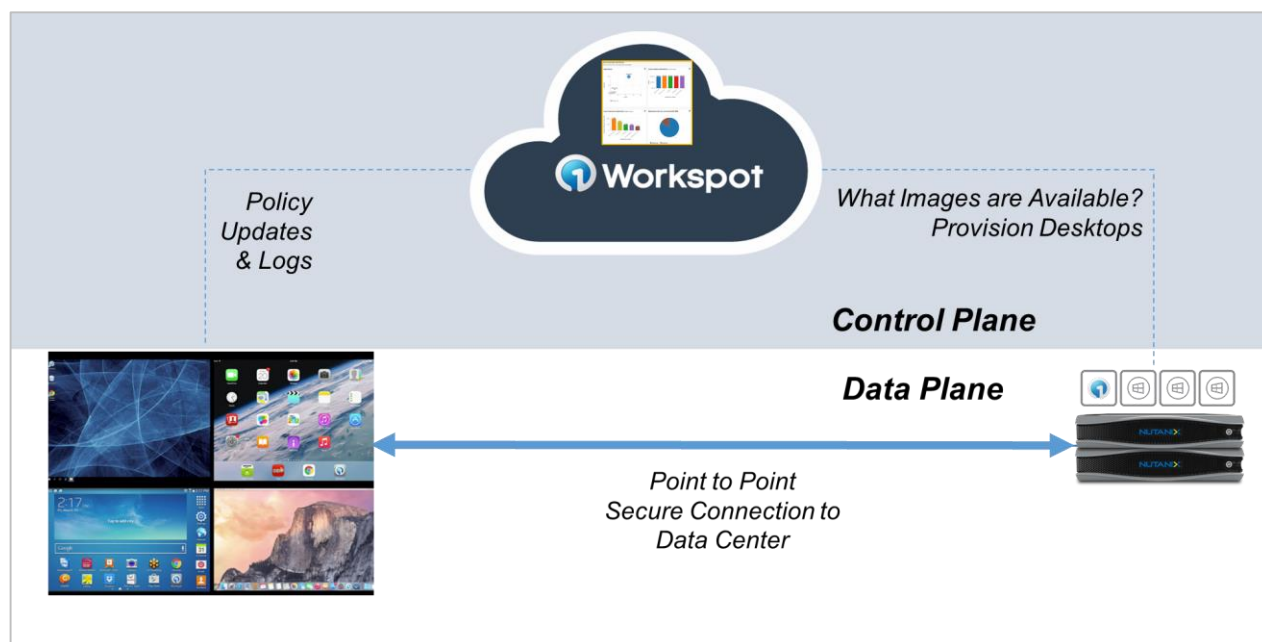 Workspot
Policy
Updates
& Logs
What Images are Available?
Provision Desktops
Control Plane
Data Plane
NUTANIX
NUTANIX
2:17
Google
Point to Point
Secure Connection to
Data Center